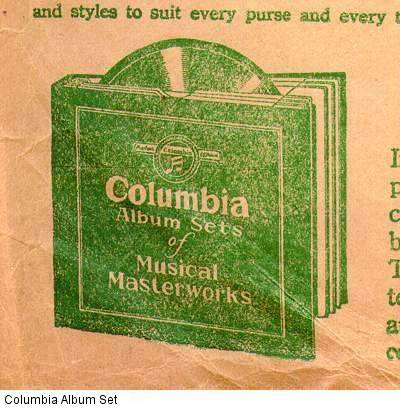 and styles to suit every purse and every
Columbia
Album Sets
of
Musical
Masterworks
Columbia Album Set